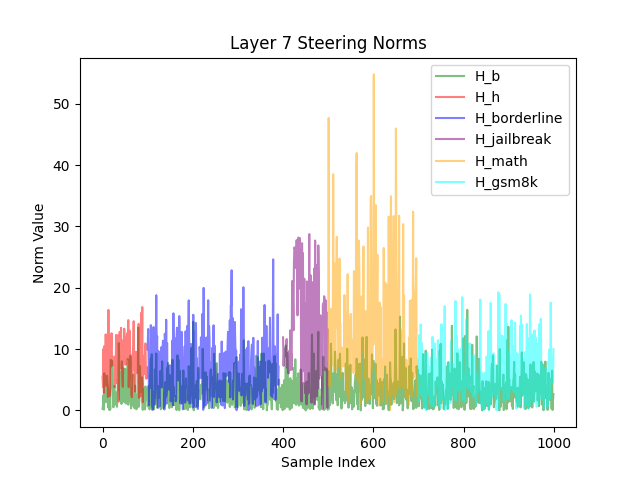 Layer 7 Steering Norms
H_b
H_h
H_borderline
H_jailbreak
H_math
H_gsm8k
Norm Value
50
40
30
20
10
0
0 200 400 600 800 1000
Sample Index